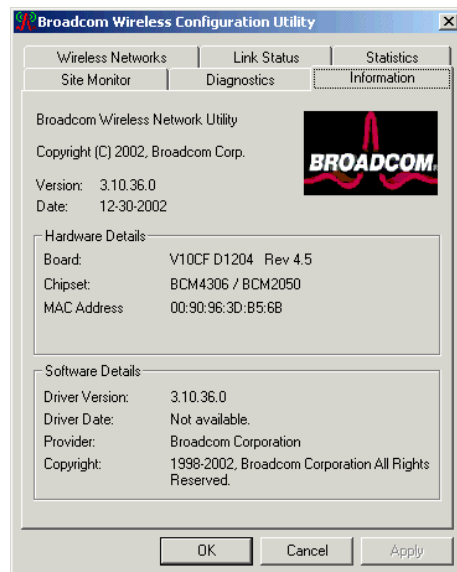 Broadcom Wireless Configuration Utility
Wireless Networks Link Status Statistics
Site Monitor Diagnostics Information
Broadcom Wireless Network Utility
Copyright (C) 2002, Broadcom Corp.
BROADCOM.
Version: 3.10.36.0
Date: 12-30-2002
Hardware Details
Board: V10CF D1204 Rev 4.5
Chipset: BCM4306 / BCM2050
MAC Address 00:90:96:3D:B5:6B
Software Details
Driver Version: 3.10.36.0
Driver Date: Not available.
Provider: Broadcom Corporation
Copyright: 1998-2002, Broadcom Corporation All Rights
Reserved.
OK Cancel Apply